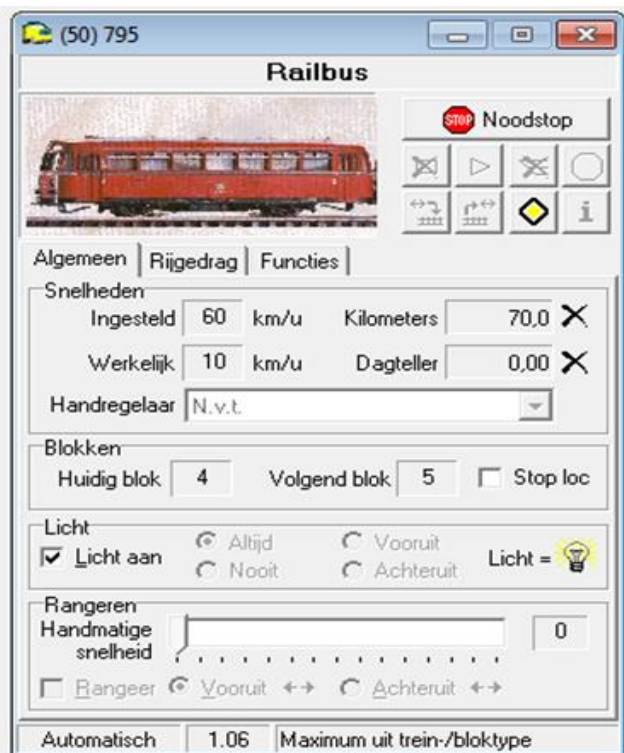 (50) 795
Railbus
STOP Noodstop
i
Algemeen Rijgedrag Functies
Snelheden
Ingesteld 60 km/u Kilometers 70,0
Werkelijk 10 km/u Dagteller 0,00
Handregelaar N.v.t.
Blokken
Huidig blok 4 Volgend blok 5 Stop loc
Licht
Licht aan Altijd Vooruit Licht =
Nooit Achteruit
Rangeren
Handmatige snelheid 0
Rangeer Vooruit Achteruit
Automatisch 1.06 Maximum uit trein-/bloktype